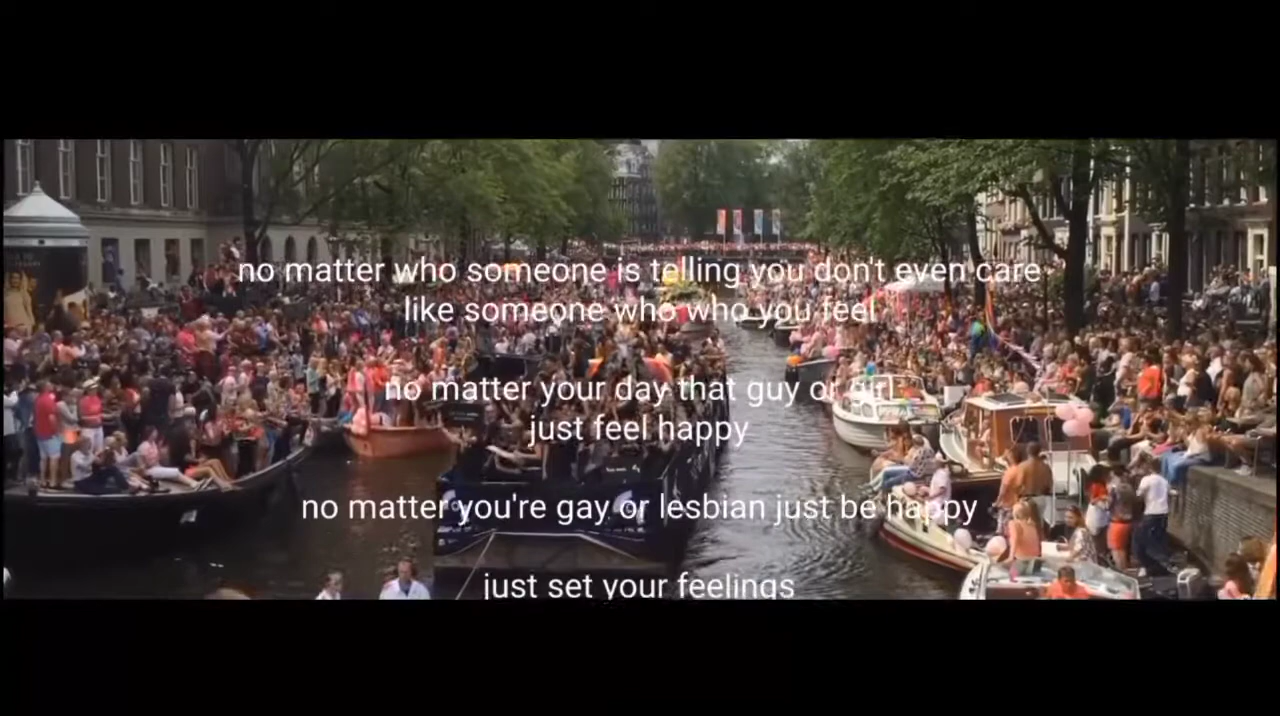 no matter who someone is telling you don't even care
like someone who who you feel
no matter your day that guy or girl
just feel happy
no matter you're gay or lesbian just be happy
just set your feelings